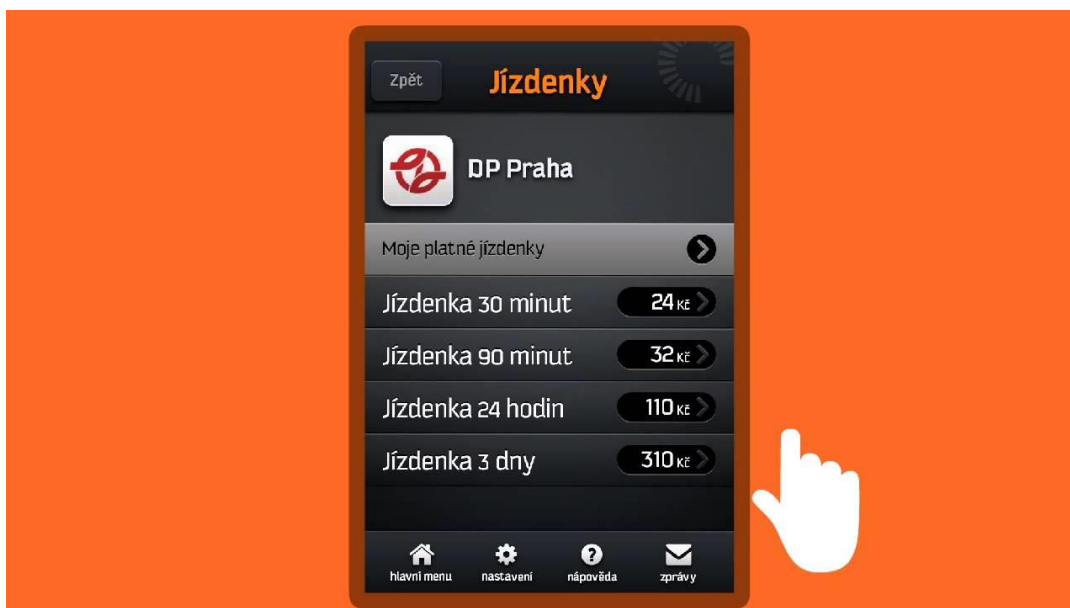 Zpět
Jízdenky
DP Praha
Moje platné jízdenky
Jízdenka 30 minut 24 Kč
Jízdenka 90 minut 32 Kč
Jízdenka 24 hodin 110 Kč
Jízdenka 3 dny 310 Kč
hlavní menu nastavení nápověda zprávy